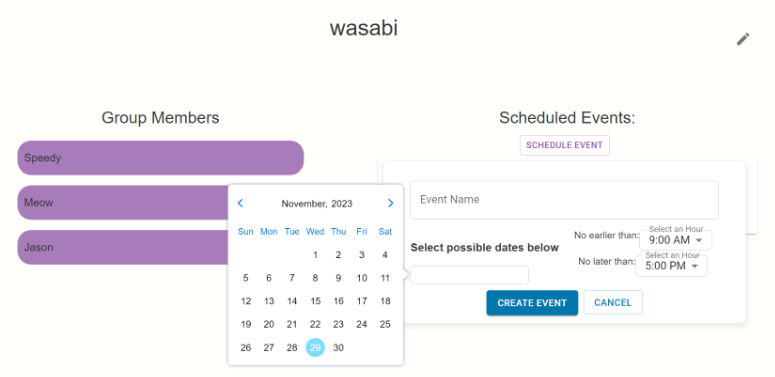 wasabi
Group Members
Speedy
Meow
Jason
November, 2023
Sun Mon Tue Wed Thu Fri Sat
1 2 3 4
5 6 7 8 9 10 11
12 13 14 15 16 17 18
19 20 21 22 23 24 25
26 27 28 29 30
Scheduled Events:
SCHEDULE EVENT
Event Name
Select possible dates below
No earlier than:
Select an Hour
9:00 AM
No later than:
Select an Hour
5:00 PM
CREATE EVENT
CANCEL